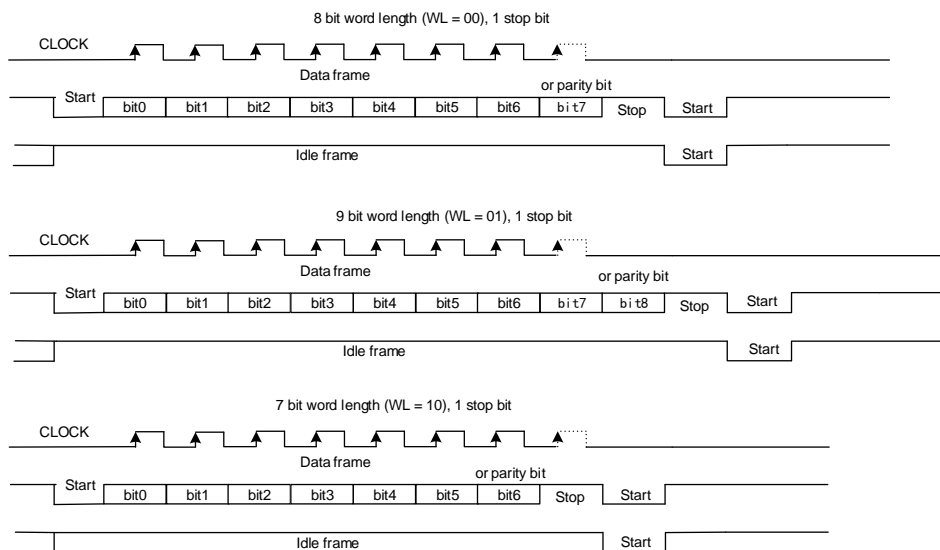 8 bit word length (WL = 00), 1 stop bit
CLOCK
Data frame
or parity bit
Start bit0 bit1 bit2 bit3 bit4 bit5 bit6 bit7 Stop Start
Idle frame Start
9 bit word length (WL = 01), 1 stop bit
CLOCK
Data frame
or parity bit
Start bit0 bit1 bit2 bit3 bit4 bit5 bit6 bit7 bit8 Stop Start
Idle frame Start
7 bit word length (WL = 10), 1 stop bit
CLOCK
Data frame
or parity bit
Start bit0 bit1 bit2 bit3 bit4 bit5 bit6 Stop Start
Idle frame Start